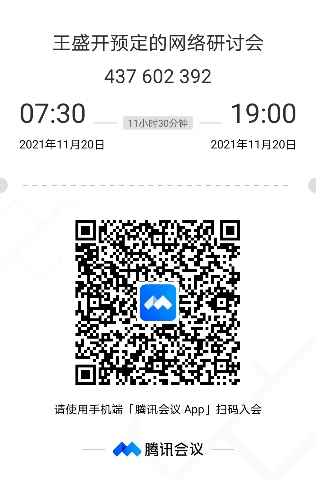 王盛开预定的网络研讨会
437 602 392
07:30 11小时30分钟 19:00
2021年11月20日 2021年11月20日
请使用手机端「腾讯会议 App」扫码入会
腾讯会议